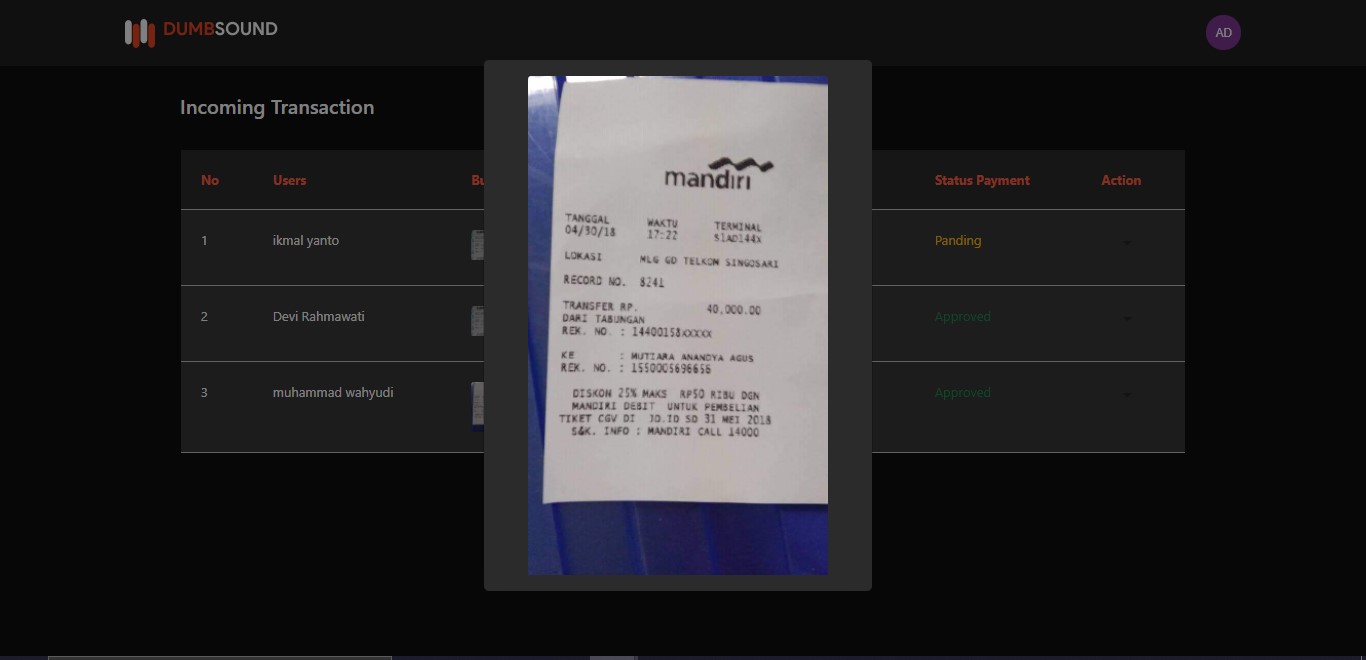 DUMBSOUND
AD
Incoming Transaction
No Users Bu Status Payment Action
1 ikmal yanto Panding
2 Devi Rahmawati Approved
3 muhammad wahyudi Approved
mandiri
TANGGAL WAKTU TERMINAL
04/30/18 17:22 S1AD144X
LOKASI MLG GD TELKOM SINGOSARI
RECORD NO. 8241
TRANSFER RP. 40,000.00
DARI TABUNGAN
REK. NO. : 14400158XXXXX
KE : MUTIARA ANANDYA AGUS
REK. NO. : 1550005696656
DISKON 25% MAKS RP50 RIBU DGN
MANDIRI DEBIT UNTUK PEMBELIAN
TIKET CGV DI JD.ID SD 31 MEI 2018
S&K. INFO : MANDIRI CALL 14000